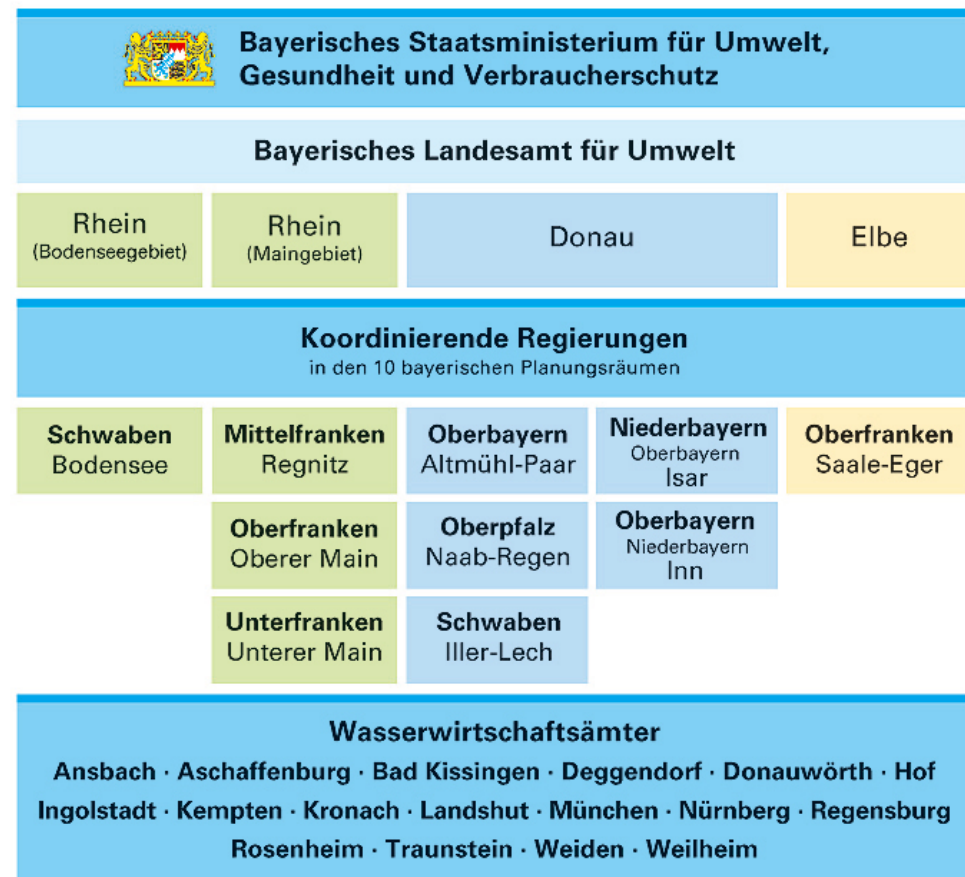 Bayerisches Staatsministerium für Umwelt,
Gesundheit und Verbraucherschutz
Bayerisches Landesamt für Umwelt
Rhein
(Bodenseegebiet)
Rhein
(Maingebiet)
Donau
Elbe
Koordinierende Regierungen
in den 10 bayerischen Planungsräumen
Schwaben
Bodensee
Mittelfranken
Regnitz
Oberbayern
Altmühl-Paar
Niederbayern
Oberbayern
Isar
Oberfranken
Saale-Eger
Oberfranken
Oberer Main
Oberpfalz
Naab-Regen
Oberbayern
Niederbayern
Inn
Unterfranken
Unterer Main
Schwaben
Iller-Lech
Wasserwirtschaftsämter
Ansbach · Aschaffenburg · Bad Kissingen · Deggendorf · Donauwörth · Hof
Ingolstadt · Kempten · Kronach · Landshut · München · Nürnberg · Regensburg
Rosenheim · Traunstein · Weiden · Weilheim